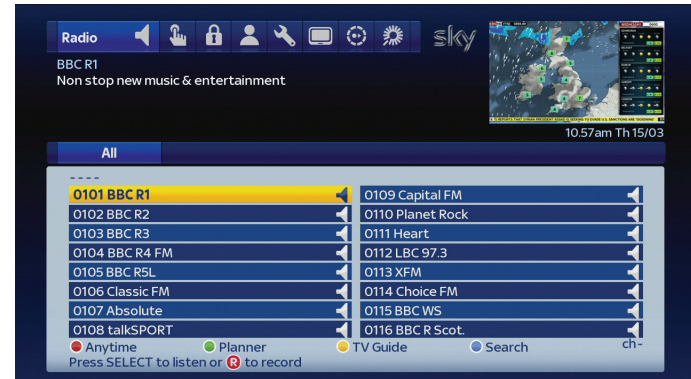 Radio
sky
BBC R1
Non stop new music & entertainment
10.57am Th 15/03
All
----
0101 BBC R1
0102 BBC R2
0103 BBC R3
0104 BBC R4 FM
0105 BBC R5L
0106 Classic FM
0107 Absolute
0108 talkSPORT
0109 Capital FM
0110 Planet Rock
0111 Heart
0112 LBC 97.3
0113 XFM
0114 Choice FM
0115 BBC WS
0116 BBC R Scot.
Anytime Planner TV Guide Search ch-
Press SELECT to listen or R to record